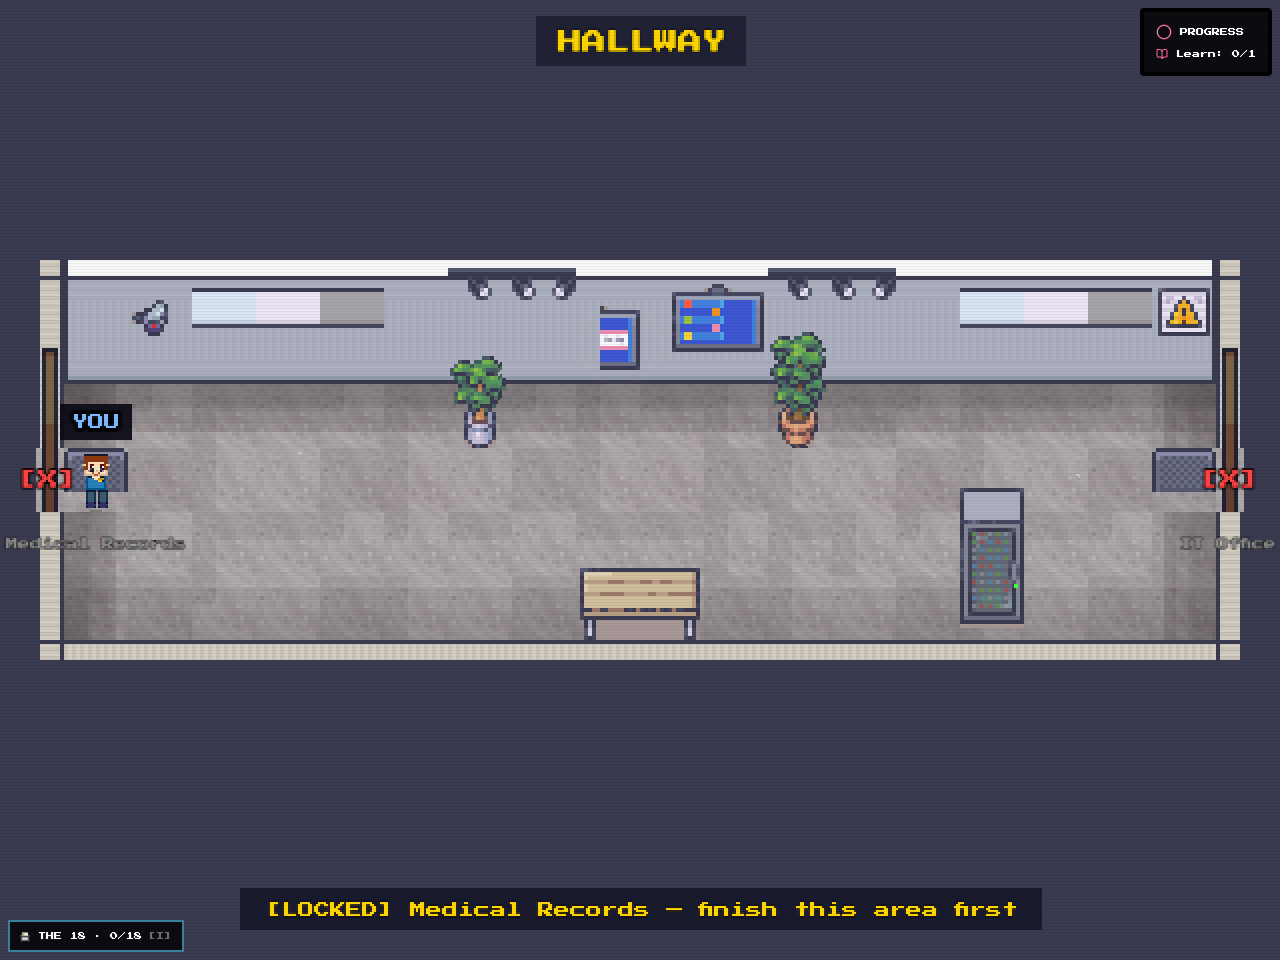 HALLWAY
PROGRESS
Learn: 0/1
YOU
[X]
[X]
Medical Records
IT Office
[LOCKED] Medical Records — finish this area first
THE 18 · 0/18 [I]